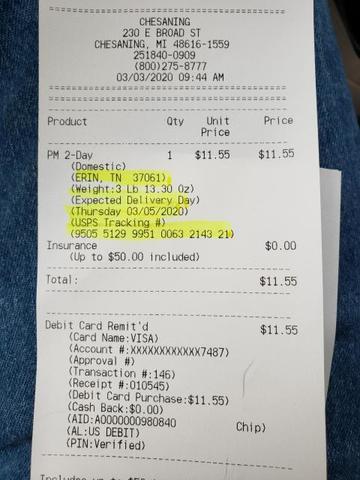 CHESANING
230 E BROAD ST
CHESANING, MI 48616-1559
251840-0909
(800)275-8777
03/03/2020 09:44 AM
Product Qty Unit Price
Price
PM 2-Day 1 $11.55 $11.55
(Domestic)
(ERIN, TN 37061)
(Weight:3 Lb 13.30 Oz)
(Expected Delivery Day)
(Thursday 03/05/2020)
(USPS Tracking #)
(9505 5129 9951 0063 2143 21)
Insurance $0.00
(Up to $50.00 included)
Total: $11.55
Debit Card Remit'd $11.55
(Card Name:VISA)
(Account #:XXXXXXXXXXXX7487)
(Approval #)
(Transaction #:146)
(Receipt #:010545)
(Debit Card Purchase:$11.55)
(Cash Back:$0.00)
(AID:A0000000980840 Chip)
(AL:US DEBIT)
(PIN:Verified)